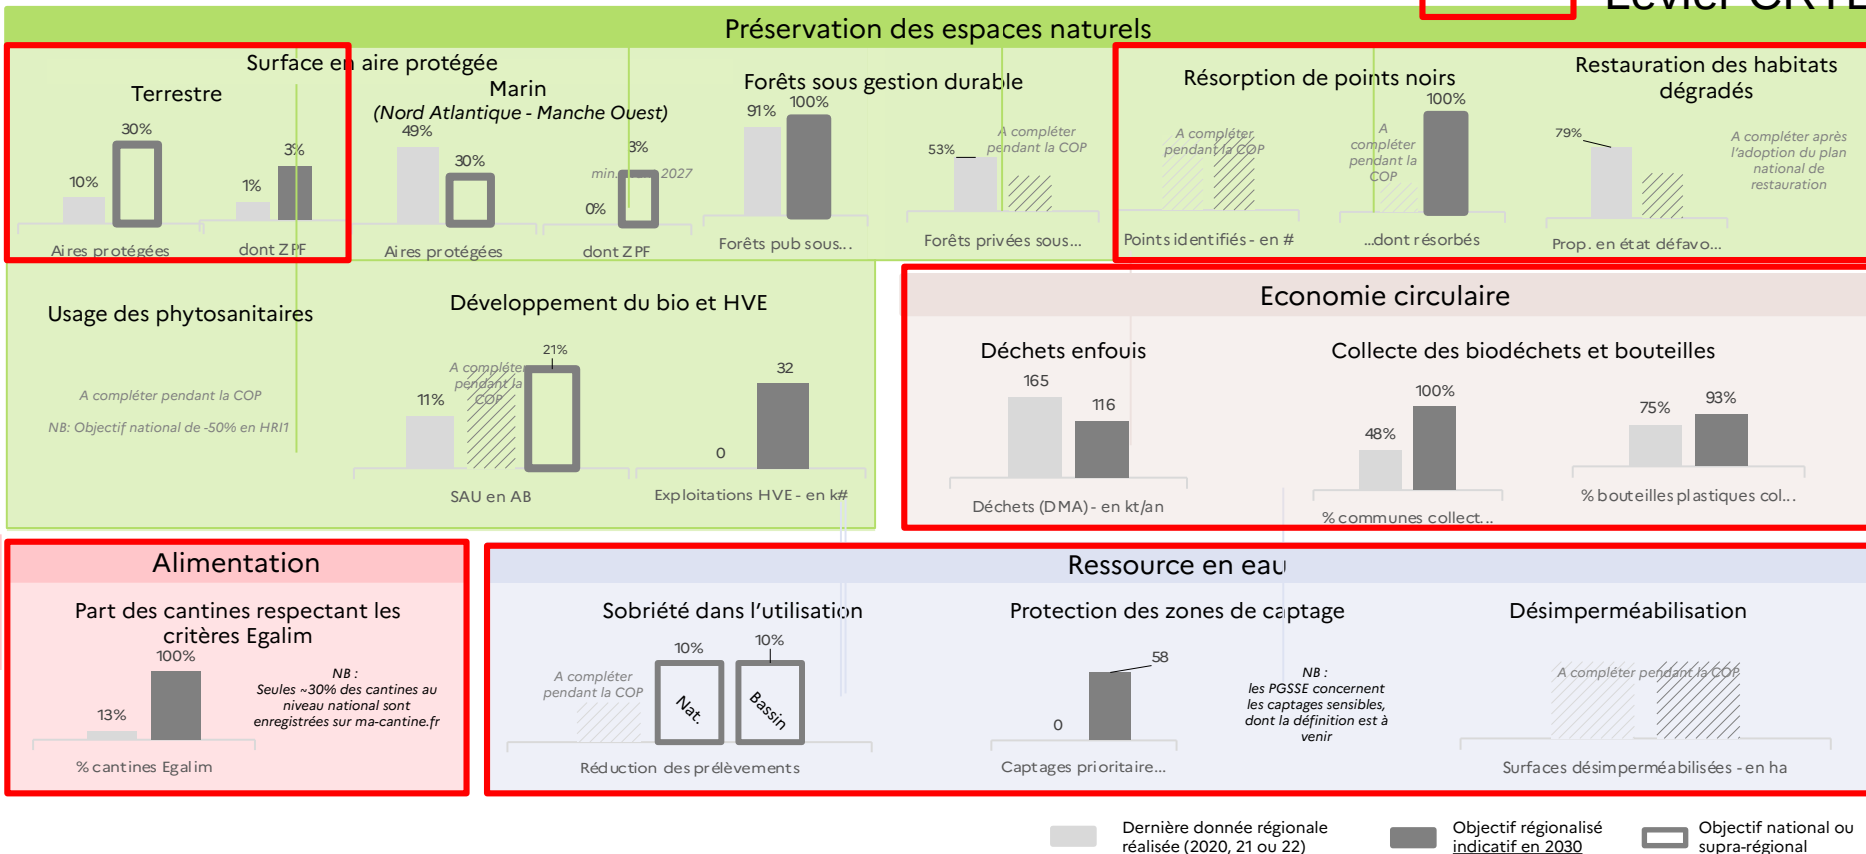 Levier CRTE
Préservation des espaces naturels
Surface en aire protégée
Terrestre
30%
10%
Aires protégées
3%
1%
dont ZPF
Marin
(Nord Atlantique - Manche Ouest)
49%
30%
Aires protégées
3%
min. 2027
0%
dont ZPF
Forêts sous gestion durable
91%
100%
Forêts pub sous...
53%
A compléter
pendant la COP
Forêts privées sous...
Résorption de points noirs
A compléter
pendant la COP
Points identifiés - en #
A
compléter
pendant la
COP
100%
...dont résorbés
Restauration des habitats
dégradés
79%
A compléter après
l'adoption du plan
national de
restauration
Prop. en état défavo...
Usage des phytosanitaires
A compléter pendant la COP
NB: Objectif national de -50% en HRI1
Développement du bio et HVE
11%
A compléter
pendant la
COP
21%
SAU en AB
0
32
Exploitations HVE - en k#
Economie circulaire
Déchets enfouis
165
116
Déchets (DMA) - en kt/an
Collecte des biodéchets et bouteilles
48%
100%
% communes collect...
75%
93%
% bouteilles plastiques col...
Alimentation
Part des cantines respectant les
critères Egalim
100%
13%
% cantines Egalim
NB :
Seules ~30% des cantines au
niveau national sont
enregistrées sur ma-cantine.fr
Ressource en eau
Sobriété dans l'utilisation
A compléter
pendant la COP
10%
Nat.
10%
Bassin
Réduction des prélèvements
Protection des zones de captage
0
58
Captages prioritaire...
NB :
les PGSSE concernent
les captages sensibles,
dont la définition est à
venir
Désimperméabilisation
A compléter pendant la COP
Surfaces désimperméabilisées - en ha
Dernière donnée régionale
réalisée (2020, 21 ou 22)
Objectif régionalisé
indicatif en 2030
Objectif national ou
supra-régional